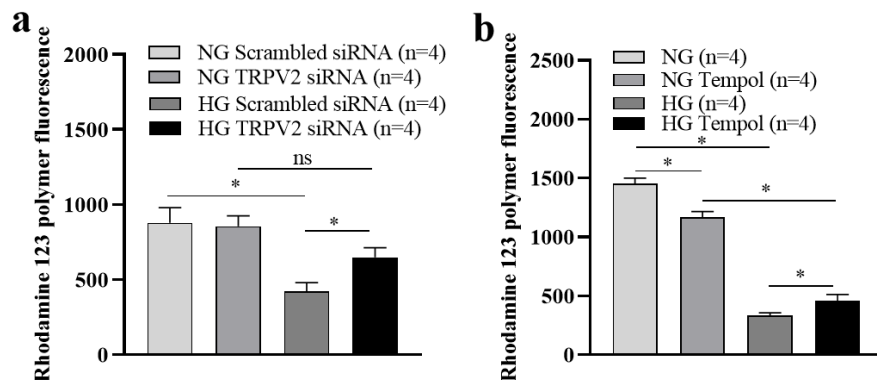 a
Rhodamine 123 polymer fluorescence
2000
1500
1000
500
0
NG Scrambled siRNA (n=4)
NG TRPV2 siRNA (n=4)
HG Scrambled siRNA (n=4)
HG TRPV2 siRNA (n=4)
ns
*
*
b
Rhodamine 123 polymer fluorescence
2500
2000
1500
1000
500
0
NG (n=4)
NG Tempol (n=4)
HG (n=4)
HG Tempol (n=4)
*
*
*
*